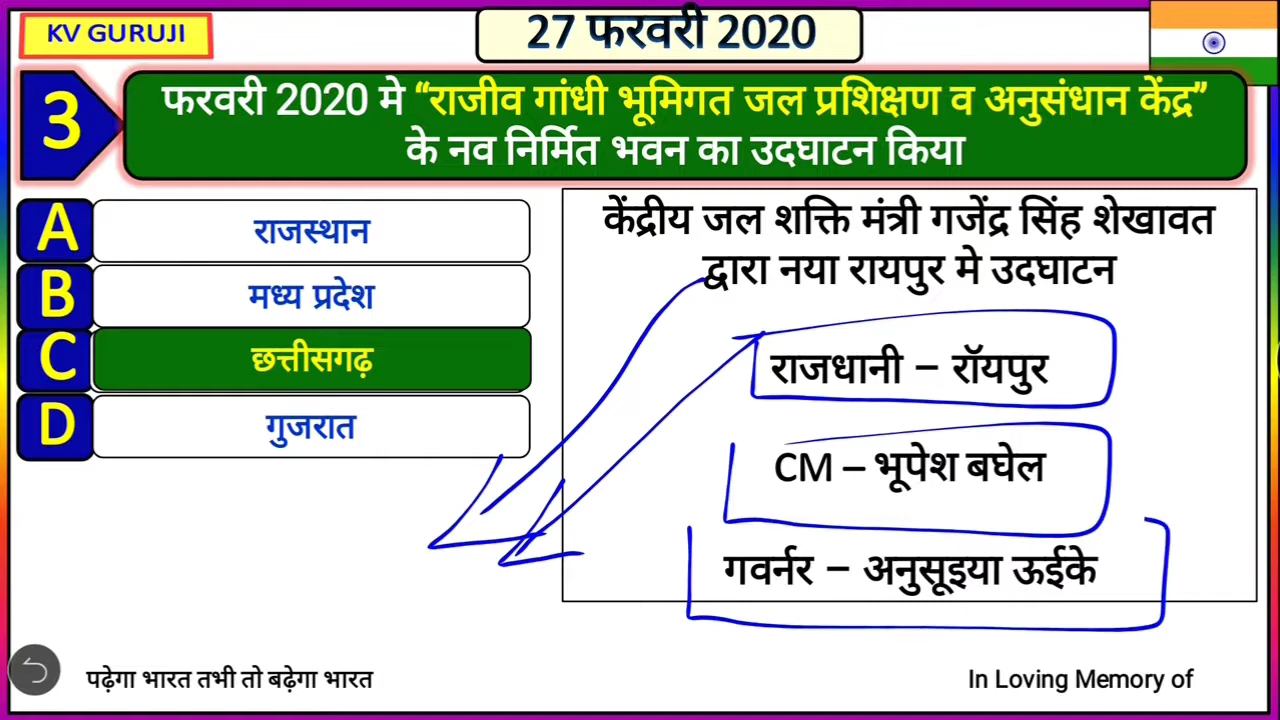 KV GURUJI
27 फरवरी 2020
3
फरवरी 2020 मे “राजीव गांधी भूमिगत जल प्रशिक्षण व अनुसंधान केंद्र”
के नव निर्मित भवन का उदघाटन किया
A राजस्थान
B मध्य प्रदेश
C छत्तीसगढ़
D गुजरात
केंद्रीय जल शक्ति मंत्री गजेंद्र सिंह शेखावत
द्वारा नया रायपुर मे उदघाटन
राजधानी – रॉयपुर
CM – भूपेश बघेल
गवर्नर – अनुसूइया ऊईके
पढ़ेगा भारत तभी तो बढ़ेगा भारत
In Loving Memory of